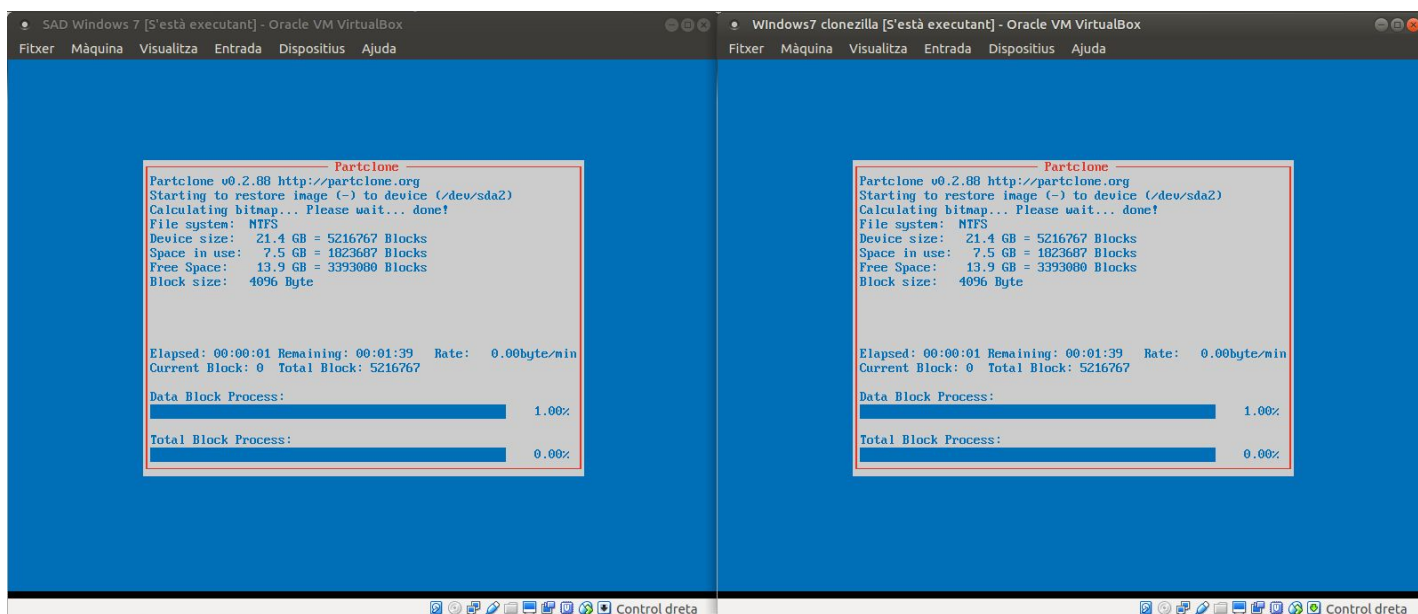 SAD Windows 7 [S'està executant] - Oracle VM VirtualBox
Fitxer Màquina Visualitza Entrada Dispositius Ajuda
Partclone
Partclone v0.2.88 http://partclone.org
Starting to restore image (-) to device (/dev/sda2)
Calculating bitmap... Please wait... done!
File system: NTFS
Device size: 21.4 GB = 5216767 Blocks
Space in use: 7.5 GB = 1823687 Blocks
Free Space: 13.9 GB = 3393080 Blocks
Block size: 4096 Byte
Elapsed: 00:00:01 Remaining: 00:01:39 Rate: 0.00byte/min
Current Block: 0 Total Block: 5216767
Data Block Process:
1.00%
Total Block Process:
0.00%
Control dreta
WIndows7 clonezilla [S'està executant] - Oracle VM VirtualBox
Fitxer Màquina Visualitza Entrada Dispositius Ajuda
Partclone
Partclone v0.2.88 http://partclone.org
Starting to restore image (-) to device (/dev/sda2)
Calculating bitmap... Please wait... done!
File system: NTFS
Device size: 21.4 GB = 5216767 Blocks
Space in use: 7.5 GB = 1823687 Blocks
Free Space: 13.9 GB = 3393080 Blocks
Block size: 4096 Byte
Elapsed: 00:00:01 Remaining: 00:01:39 Rate: 0.00byte/min
Current Block: 0 Total Block: 5216767
Data Block Process:
1.00%
Total Block Process:
0.00%
Control dreta